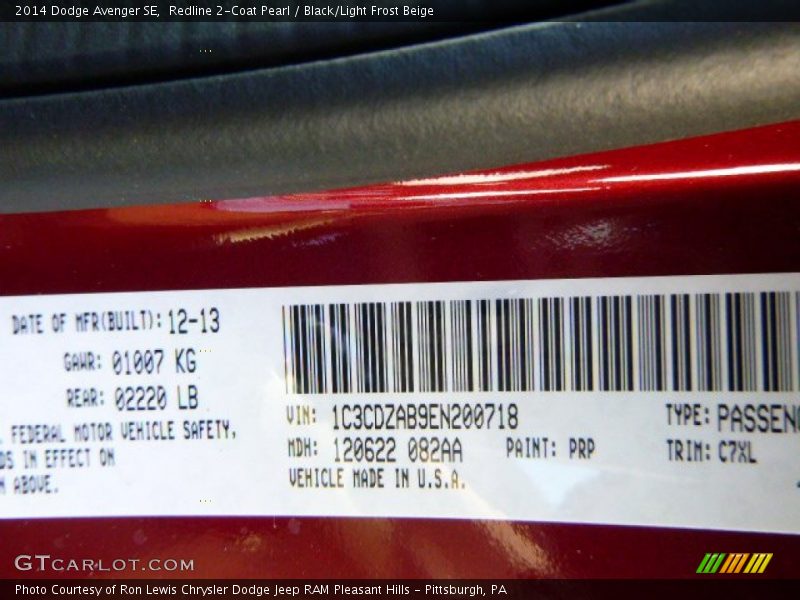 2014 Dodge Avenger SE,  Redline 2-Coat Pearl / Black/Light Frost Beige
DATE OF MFR(BUILT): 12-13
GAWR: 01007 KG
REAR: 02220 LB
FEDERAL MOTOR VEHICLE SAFETY,
DS IN EFFECT ON
ABOVE.
VIN: 1C3CDZAB9EN200718
TYPE: PASSEN
MDH: 120622 082AA
PAINT: PRP
TRIM: C7XL
VEHICLE MADE IN U.S.A.
GTCARLOT.COM
Photo Courtesy of Ron Lewis Chrysler Dodge Jeep RAM Pleasant Hills - Pittsburgh, PA